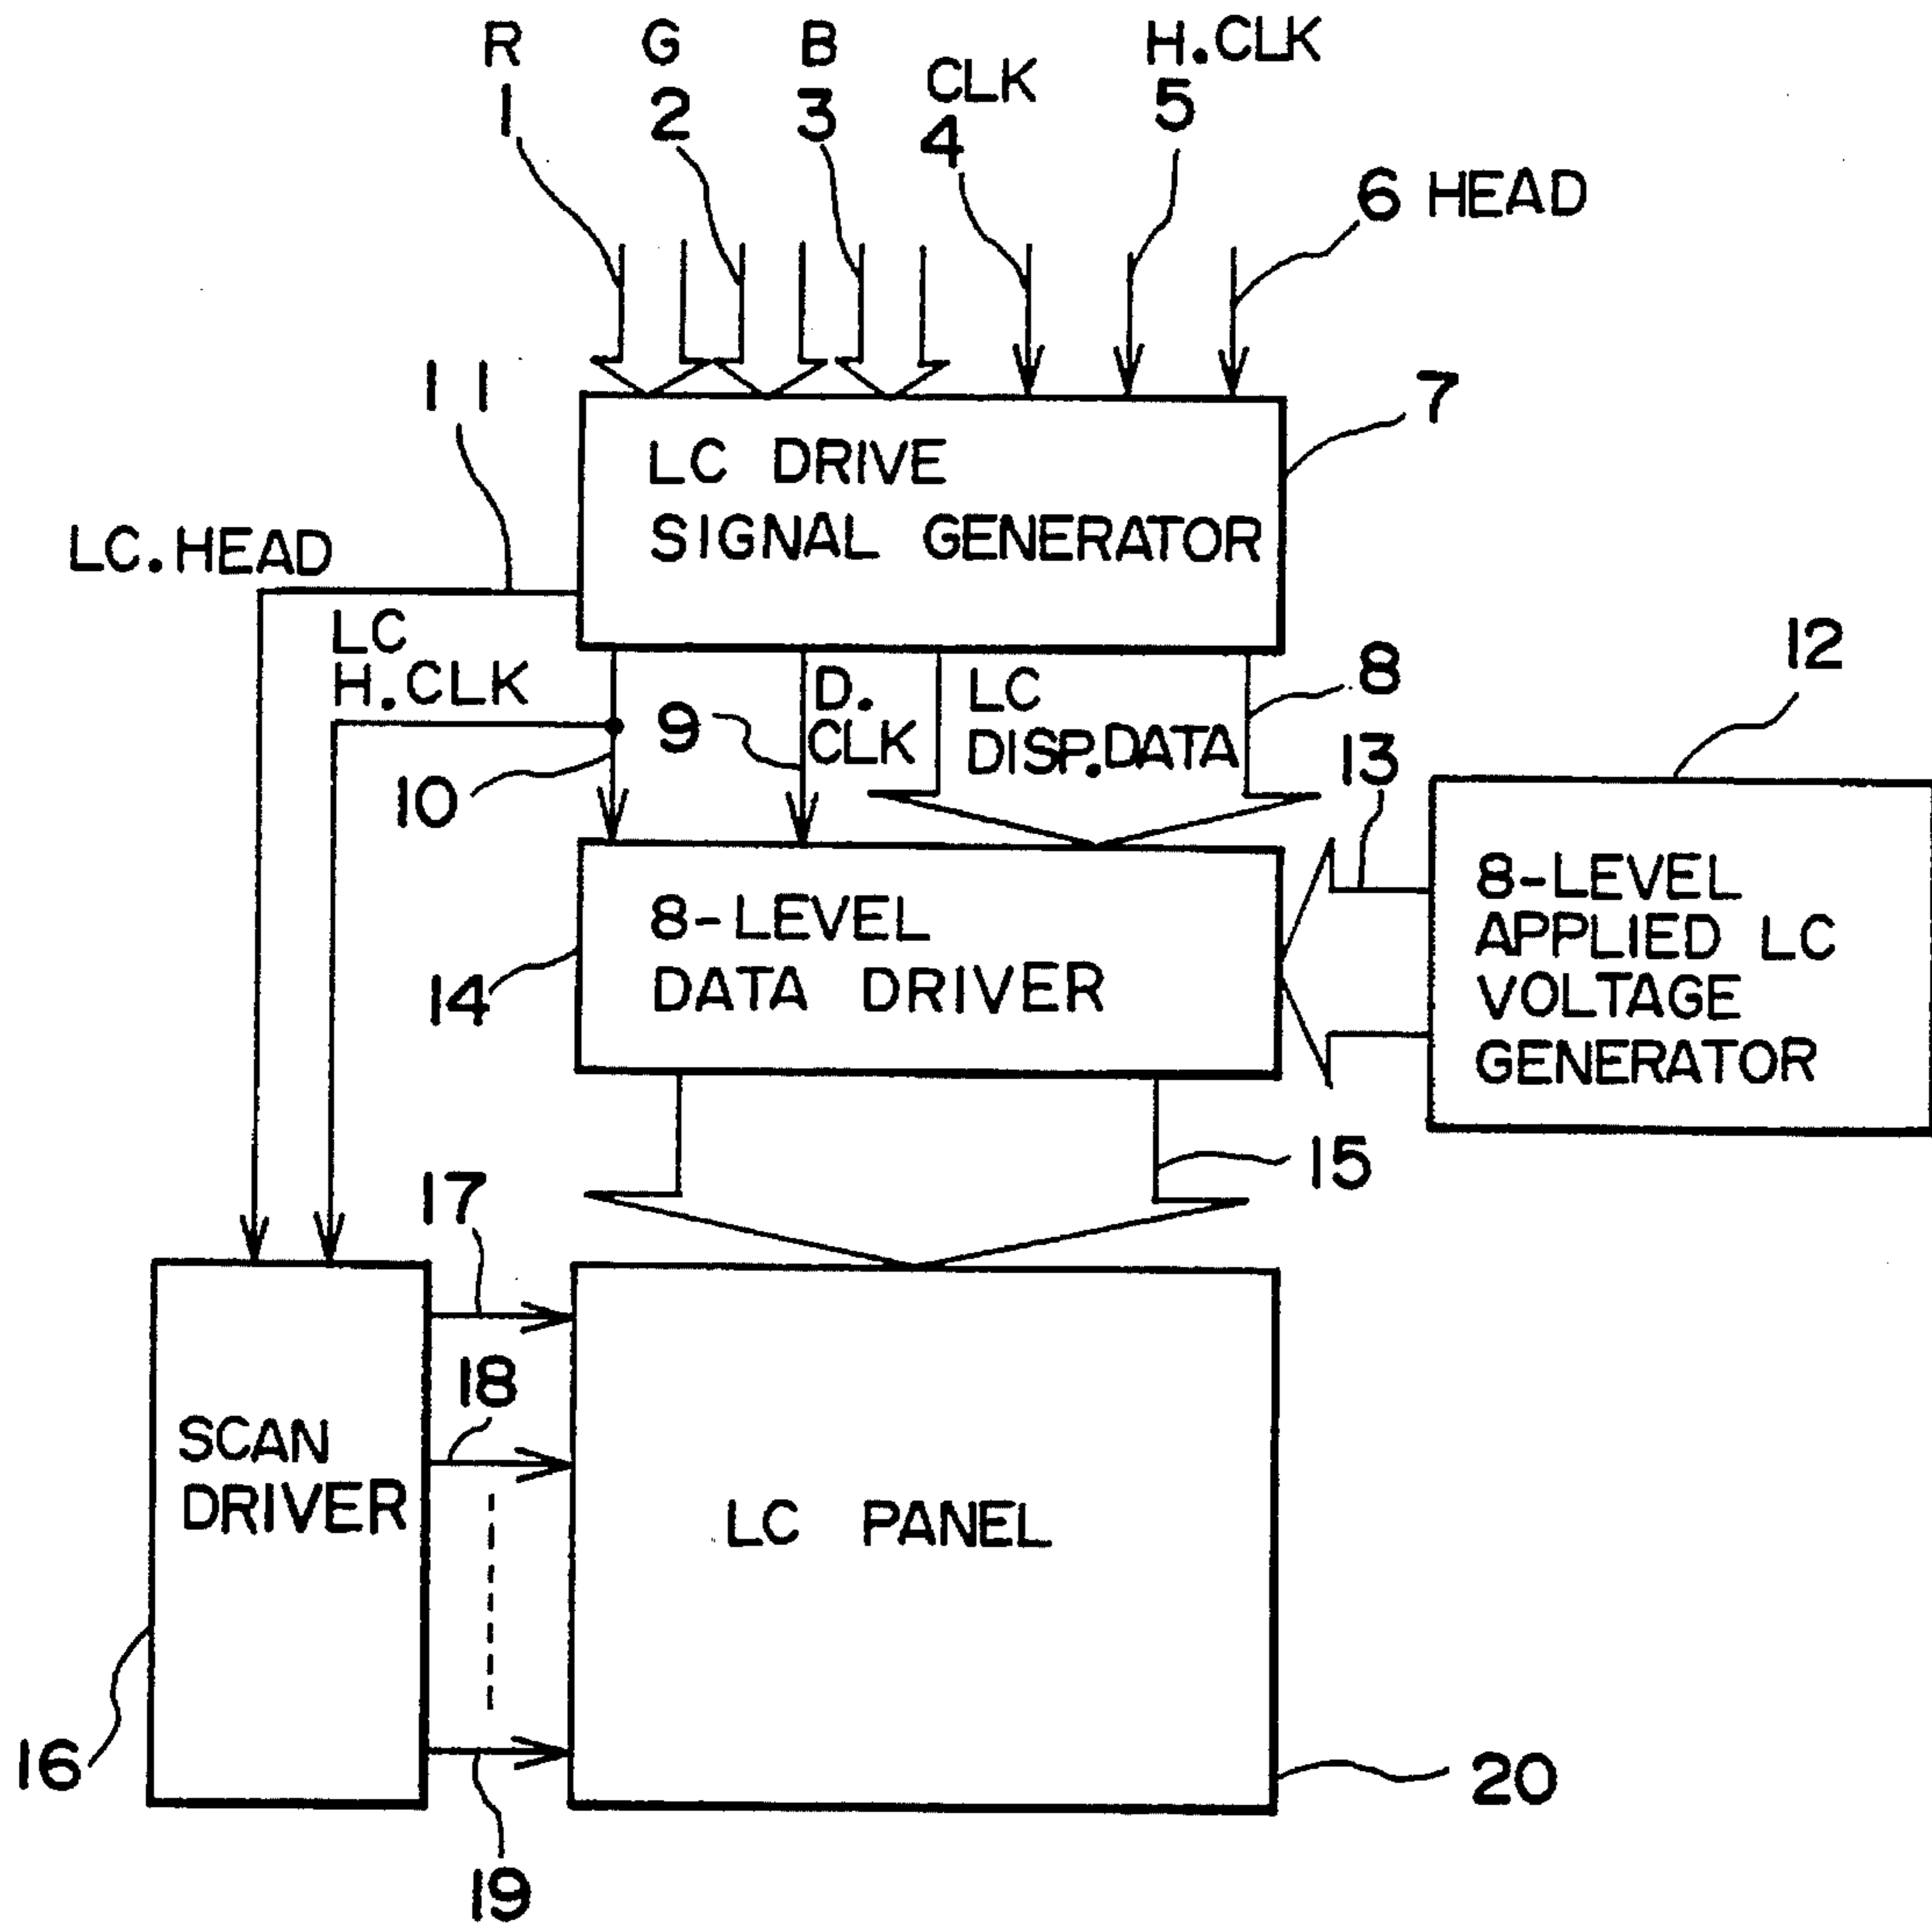 R G B CLK H.CLK
1 2 3 4 5
6 HEAD
11
7
LC DRIVE
SIGNAL GENERATOR
LC.HEAD
LC
H.CLK
10
9
D.
CLK
LC
DISP.DATA
8
12
13
8-LEVEL
DATA DRIVER
14
8-LEVEL
APPLIED LC
VOLTAGE
GENERATOR
15
17
18
SCAN
DRIVER
LC PANEL
16
19
20